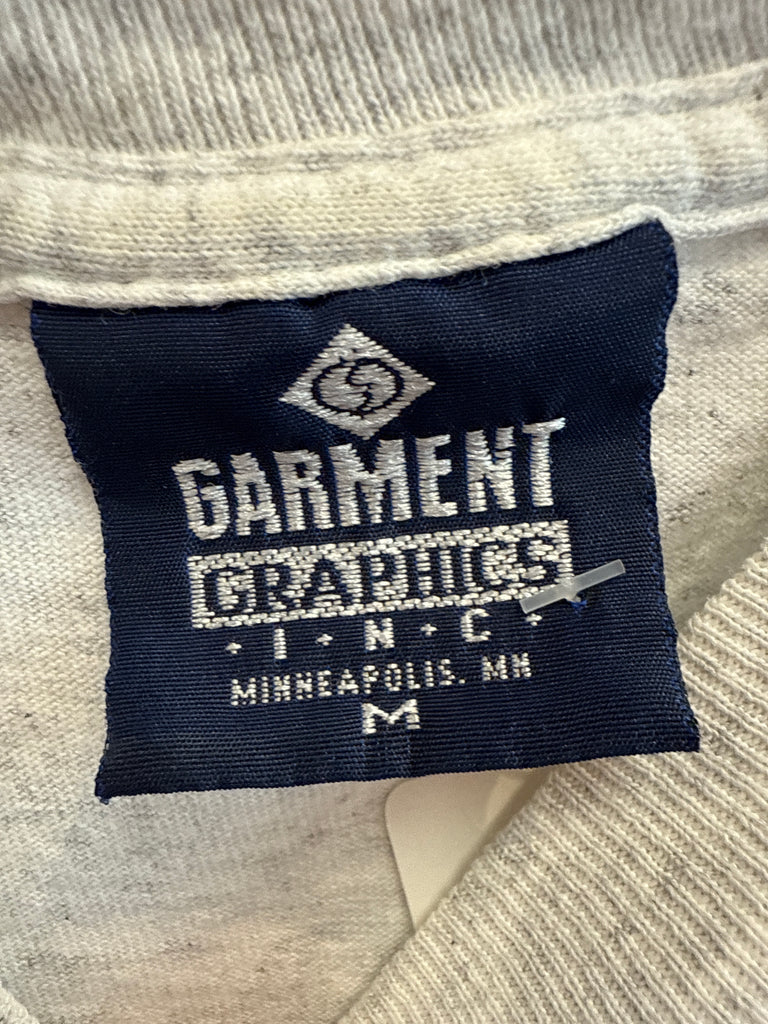 GARMENT
GRAPHICS
• I • N • C •
MINNEAPOLIS, MN
M